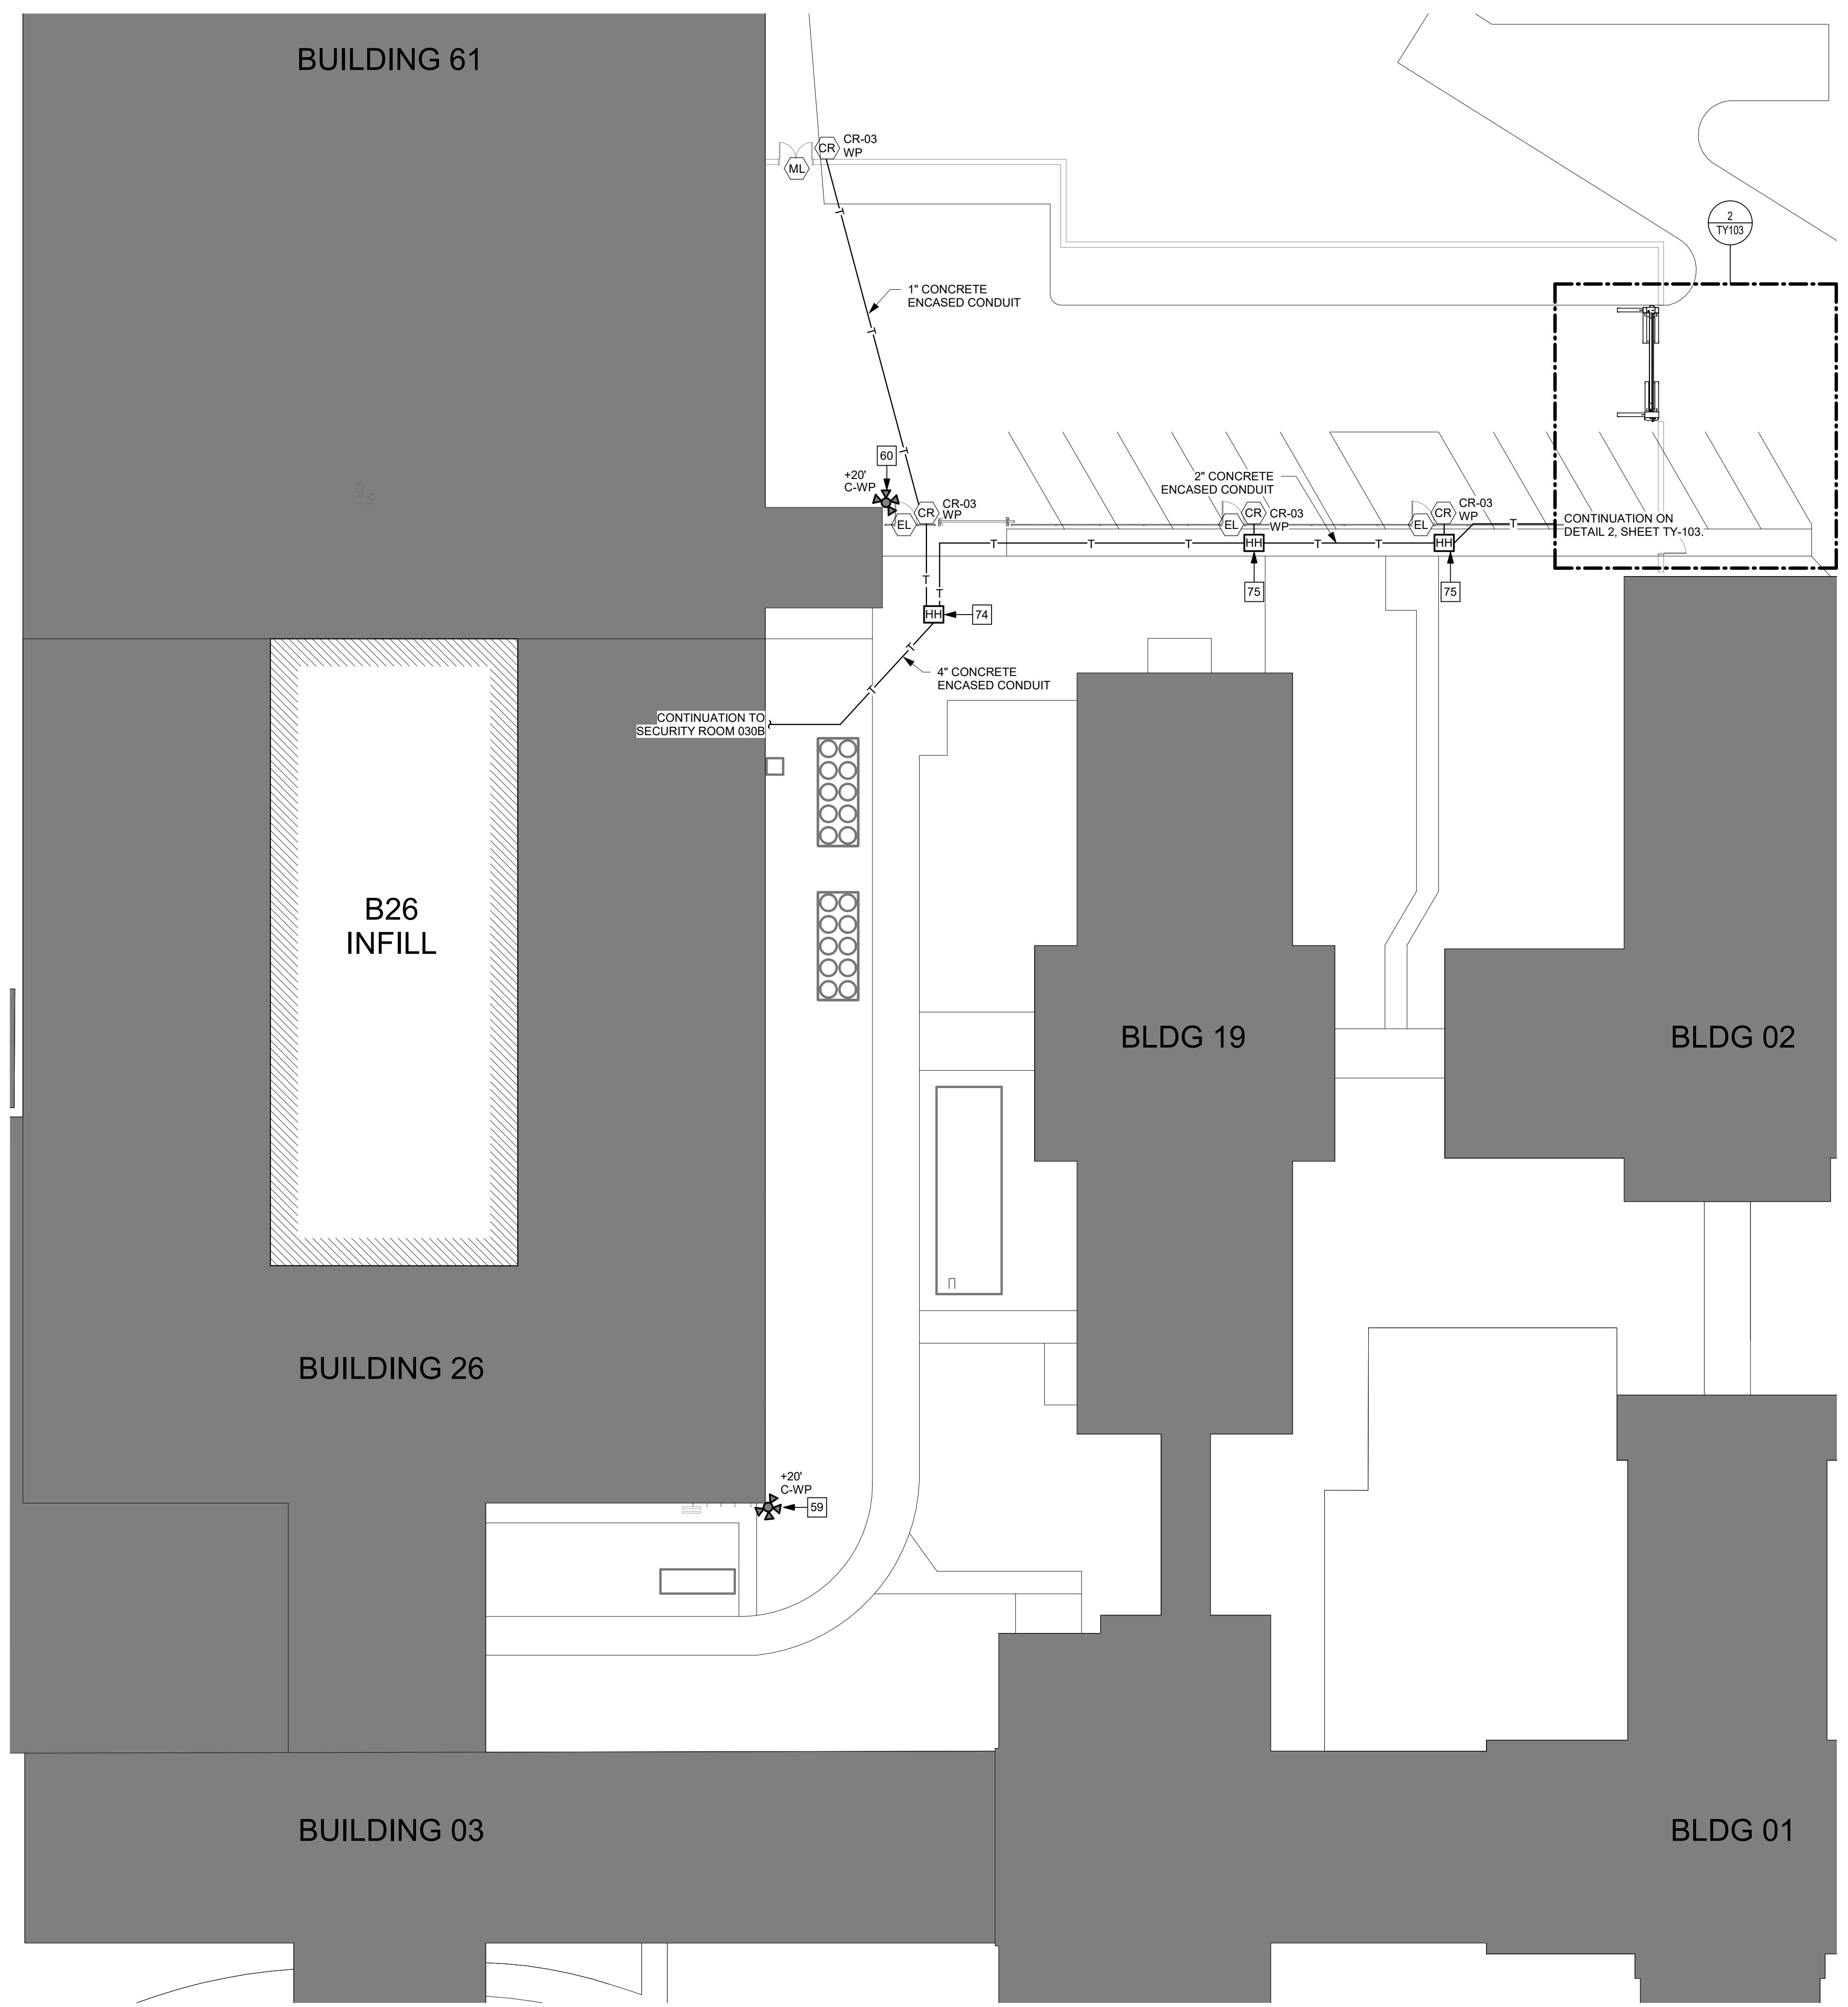 BUILDING 61
CR
CR-03
WP
ML
2
TY103
1" CONCRETE
ENCASED CONDUIT
T
T
T
60
+20'
C-WP
CR
ML
EL
CR
CR-03
WP
2" CONCRETE
ENCASED CONDUIT
EL
CR
CR-03
WP
EL
CR
CR-03
WP
T
CONTINUATION ON
DETAIL 2, SHEET TY-103.
T
T
T
HH
T
T
HH
T
T
75
75
HH
74
T
T
4" CONCRETE
ENCASED CONDUIT
CONTINUATION TO
SECURITY ROOM 030B
B26
INFILL
BLDG 19
BLDG 02
BUILDING 26
+20'
C-WP
59
BUILDING 03
BLDG 01